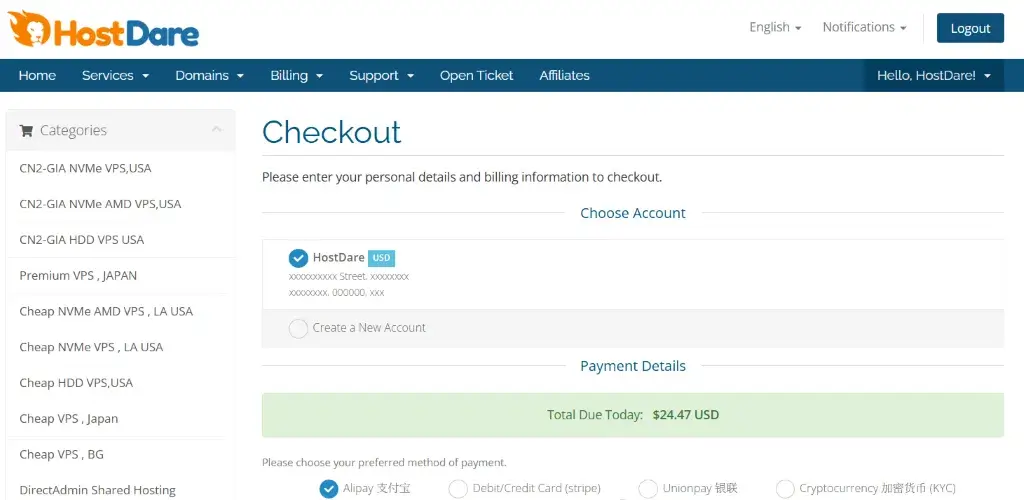 HostDare
English
Notifications
Logout
Home
Services
Domains
Billing
Support
Open Ticket
Affiliates
Hello, HostDare!
Categories
CN2-GIA NVMe VPS,USA
CN2-GIA NVMe AMD VPS,USA
CN2-GIA HDD VPS USA
Premium VPS , JAPAN
Cheap NVMe AMD VPS , LA USA
Cheap NVMe VPS , LA USA
Cheap HDD VPS,USA
Cheap VPS , Japan
Cheap VPS , BG
DirectAdmin Shared Hosting
Checkout
Please enter your personal details and billing information to checkout.
Choose Account
HostDare USD
xxxxxxxxxx Street, xxxxxxxx
xxxxxxxx, 000000, xxx
Create a New Account
Payment Details
Total Due Today: $24.47 USD
Please choose your preferred method of payment.
Alipay 支付宝
Debit/Credit Card (stripe)
Unionpay 银联
Cryptocurrency 加密货币 (KYC)